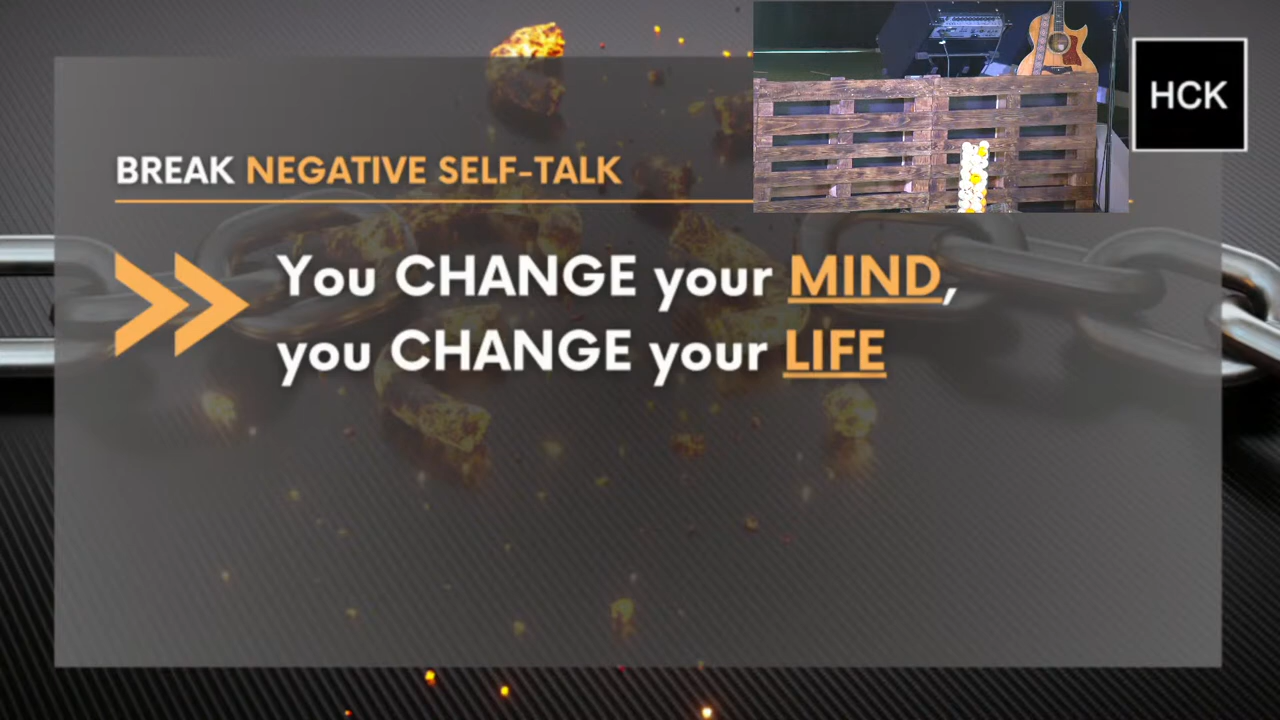 BREAK NEGATIVE SELF-TALK
HCK
You CHANGE your MIND,
you CHANGE your LIFE